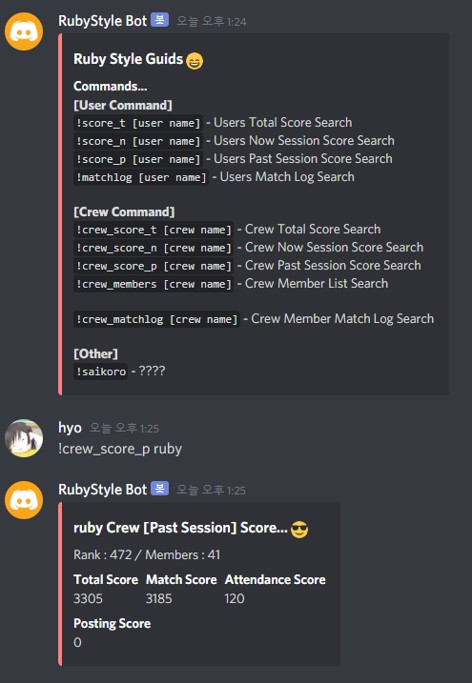 RubyStyle Bot 봇 오늘 오후 1:24
Ruby Style Guids
Commands...
[User Command]
!score_t [user name] - Users Total Score Search
!score_n [user name] - Users Now Session Score Search
!score_p [user name] - Users Past Session Score Search
!matchlog [user name] - Users Match Log Search
[Crew Command]
!crew_score_t [crew name] - Crew Total Score Search
!crew_score_n [crew name] - Crew Now Session Score Search
!crew_score_p [crew name] - Crew Past Session Score Search
!crew_members [crew name] - Crew Member List Search
!crew_matchlog [crew name] - Crew Member Match Log Search
[Other]
!saikoro - ????
hyo 오늘 오후 1:25
!crew_score_p ruby
RubyStyle Bot 봇 오늘 오후 1:25
ruby Crew [Past Session] Score...
Rank : 472 / Members : 41
Total Score Match Score Attendance Score
3305 3185 120
Posting Score
0